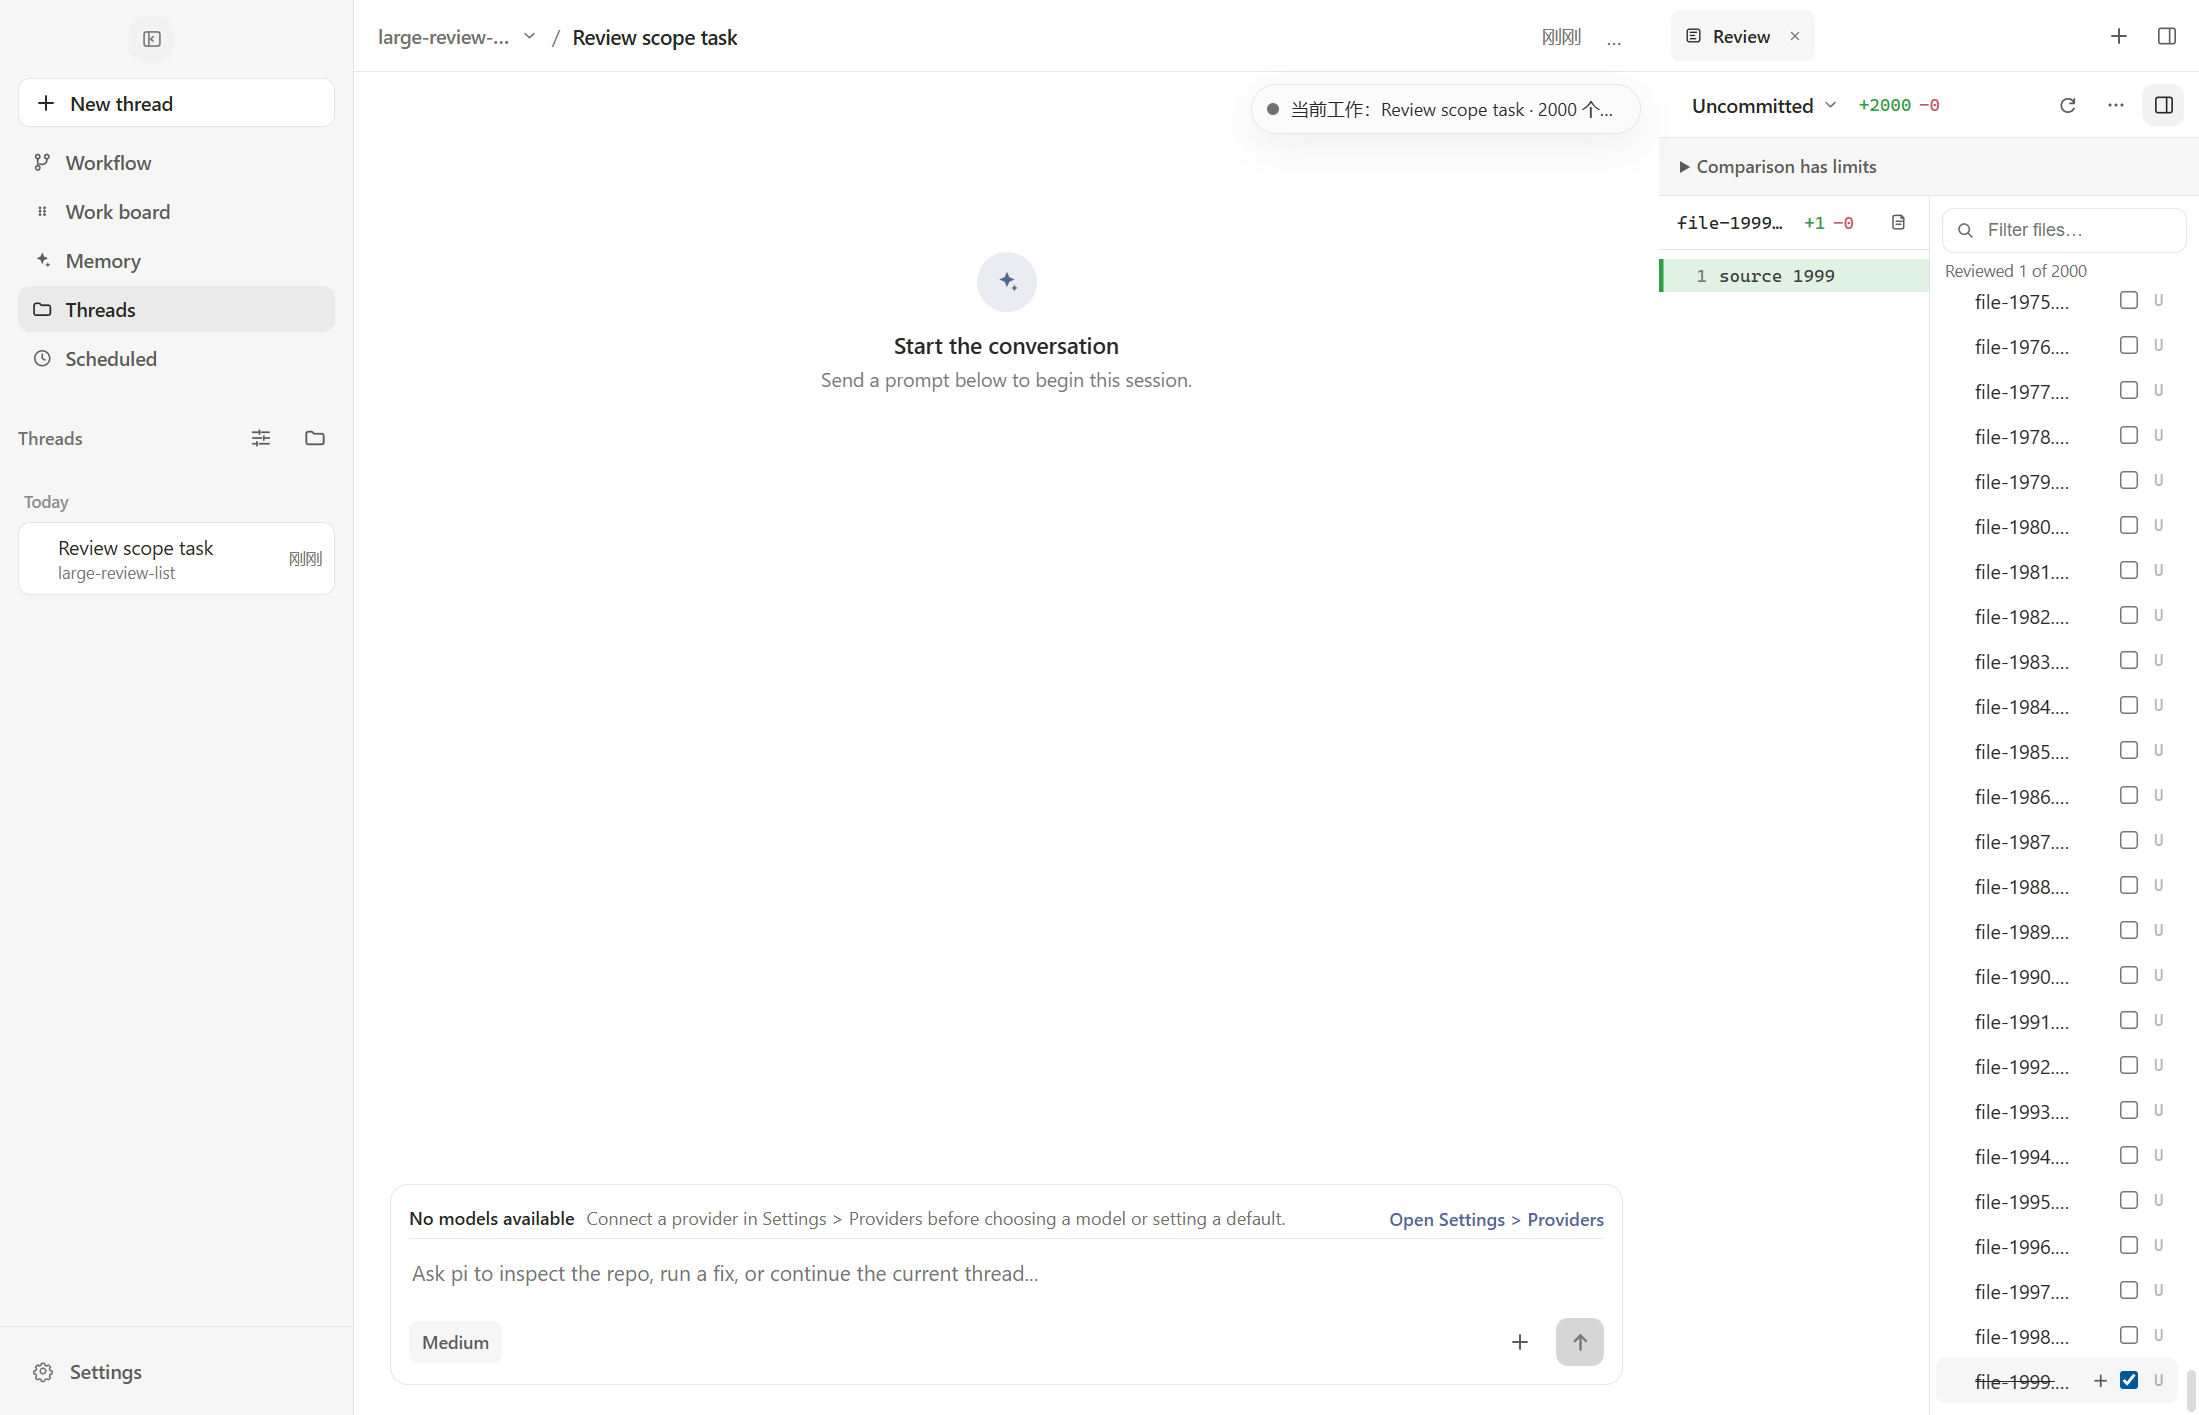 New thread
Workflow
Work board
Memory
Threads
Scheduled
Threads
Today
Review scope task
large-review-list
刚刚
Settings
large-review-... / Review scope task
刚刚 ...
当前工作：Review scope task · 2000 个...
Start the conversation
Send a prompt below to begin this session.
No models available Connect a provider in Settings > Providers before choosing a model or setting a default. Open Settings > Providers
Ask pi to inspect the repo, run a fix, or continue the current thread...
Medium
Review
Uncommitted +2000 −0
Comparison has limits
file-1999… +1 −0
1 source 1999
Filter files…
Reviewed 1 of 2000
file-1975.... U
file-1976.... U
file-1977.... U
file-1978.... U
file-1979.... U
file-1980.... U
file-1981.... U
file-1982.... U
file-1983.... U
file-1984.... U
file-1985.... U
file-1986.... U
file-1987.... U
file-1988.... U
file-1989.... U
file-1990.... U
file-1991.... U
file-1992.... U
file-1993.... U
file-1994.... U
file-1995.... U
file-1996.... U
file-1997.... U
file-1998.... U
file-1999.... U